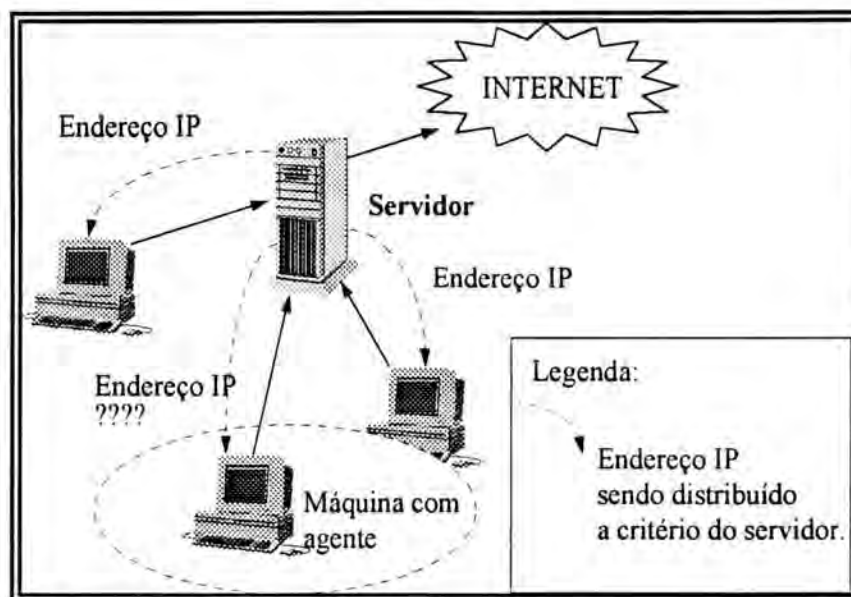 INTERNET
Endereço IP
Servidor
Endereço IP
Endereço IP
????
Máquina com
agente
Legenda:
Endereço IP
sendo distribuído
a critério do servidor.